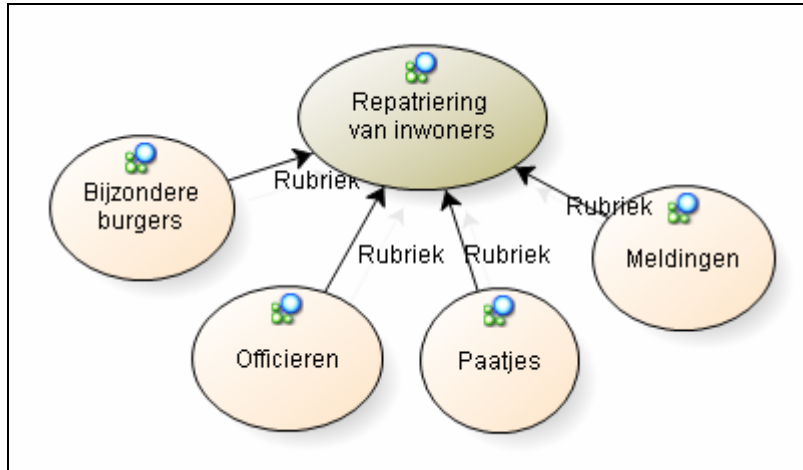 Repatriering
van inwoners
Bijzondere
burgers
Rubriek
Rubriek
Rubriek
Rubriek
Meldingen
Officieren
Paatjes